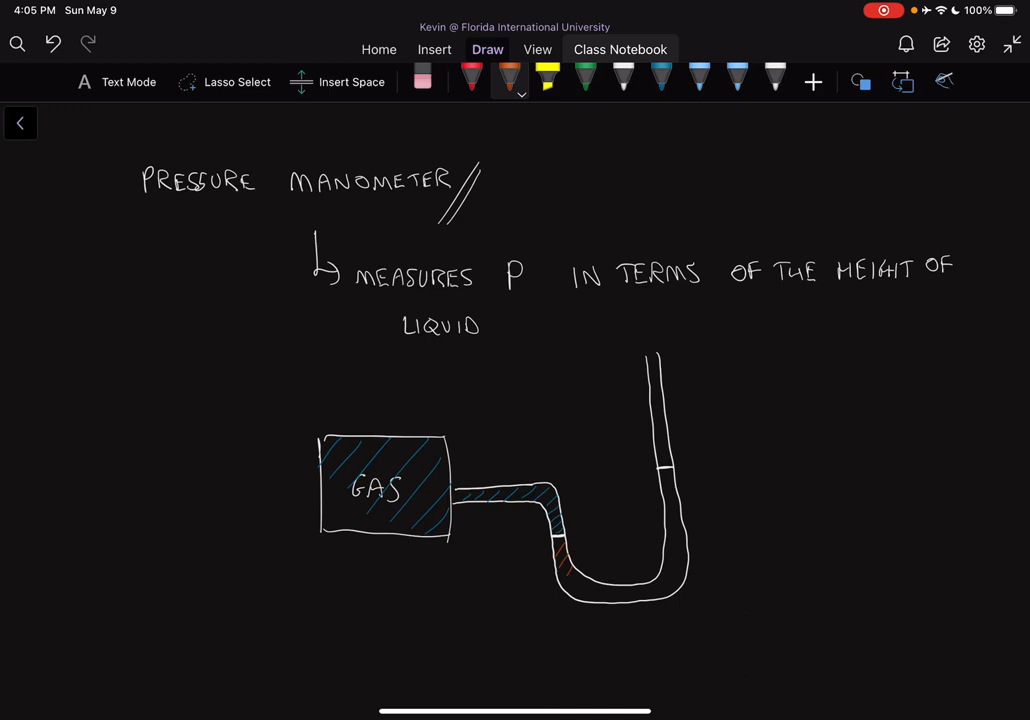 4:05 PM Sun May 9
100%
Kevin @ Florida International University
Home Insert Draw View Class Notebook
Text Mode Lasso Select Insert Space
PRESSURE MANOMETER
MEASURES P IN TERMS OF THE HEIGHT OF
LIQUID
GAS